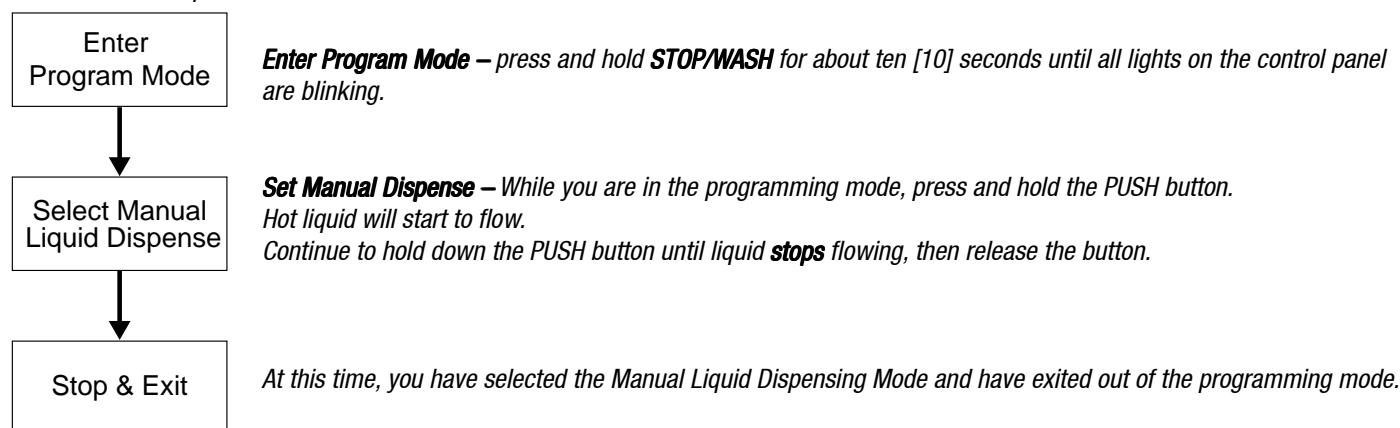 Enter
Program Mode
Enter Program Mode – press and hold STOP/WASH for about ten [10] seconds until all lights on the control panel
are blinking.
Select Manual
Liquid Dispense
Set Manual Dispense – While you are in the programming mode, press and hold the PUSH button.
Hot liquid will start to flow.
Continue to hold down the PUSH button until liquid stops flowing, then release the button.
Stop & Exit
At this time, you have selected the Manual Liquid Dispensing Mode and have exited out of the programming mode.